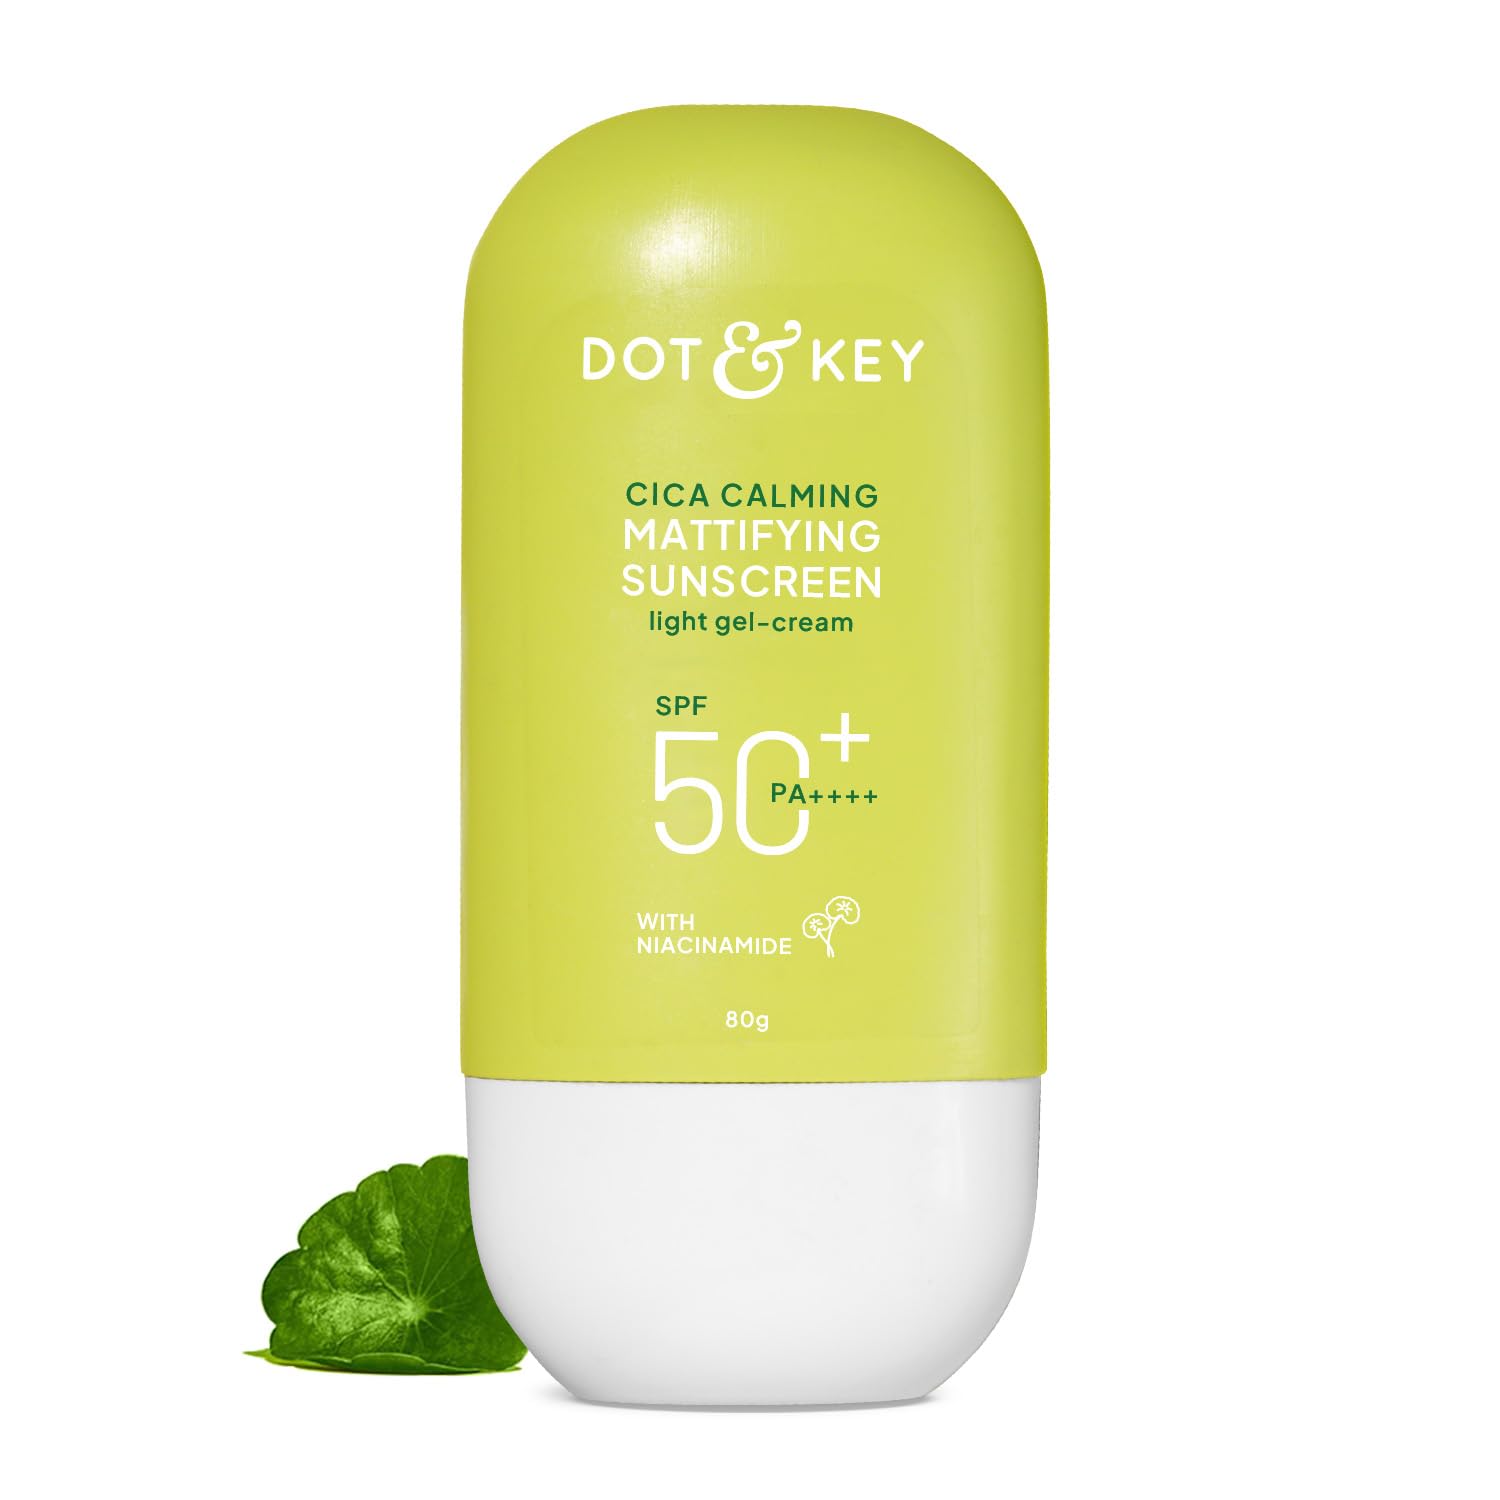 DOT & KEY
CICA CALMING
MATTIFYING
SUNSCREEN
light gel-cream
SPF
50+
PA++++
WITH
NIACINAMIDE
80g